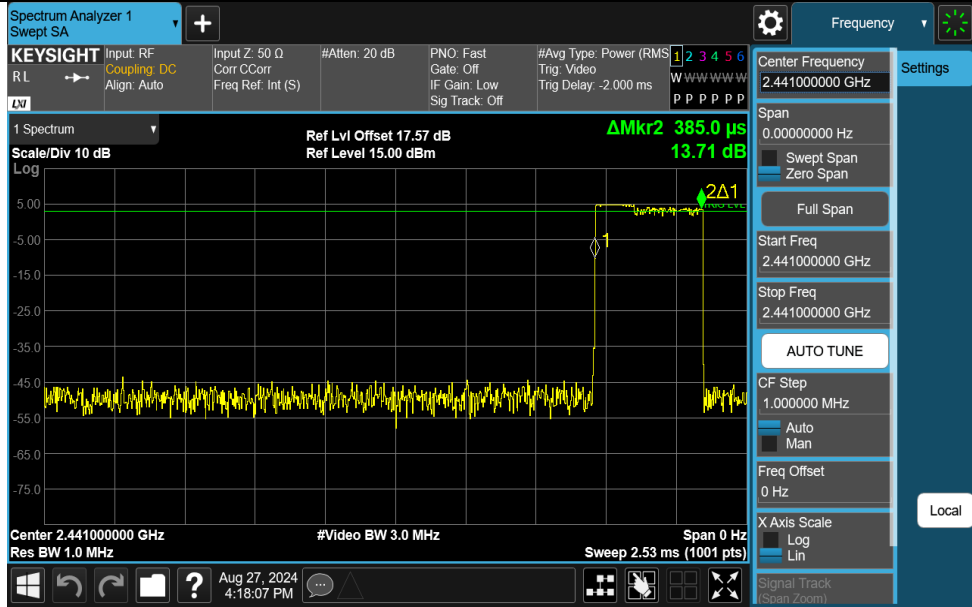 Spectrum Analyzer 1
Swept SA
+
Frequency
KEYSIGHT
R L
LXI
Input: RF
Coupling: DC
Align: Auto
Input Z: 50 Ω
Corr CCorr
Freq Ref: Int (S)
#Atten: 20 dB
PNO: Fast
Gate: Off
IF Gain: Low
Sig Track: Off
#Avg Type: Power (RMS
Trig: Video
Trig Delay: -2.000 ms
1 2 3 4 5 6
W W W W W W
P P P P P P
1 Spectrum
Scale/Div 10 dB
Log
Ref Lvl Offset 17.57 dB
Ref Level 15.00 dBm
ΔMkr2 385.0 µs
13.71 dB
2Δ1
TRIG LVL
1
5.00
-5.00
-15.0
-25.0
-35.0
-45.0
-55.0
-65.0
-75.0
Center 2.441000000 GHz
Res BW 1.0 MHz
#Video BW 3.0 MHz
Span 0 Hz
Sweep 2.53 ms (1001 pts)
?
Aug 27, 2024
4:18:07 PM
Center Frequency
2.441000000 GHz
Span
0.00000000 Hz
Swept Span
Zero Span
Full Span
Start Freq
2.441000000 GHz
Stop Freq
2.441000000 GHz
AUTO TUNE
CF Step
1.000000 MHz
Auto
Man
Freq Offset
0 Hz
X Axis Scale
Log
Lin
Signal Track
(Span Zoom)
Settings
Local